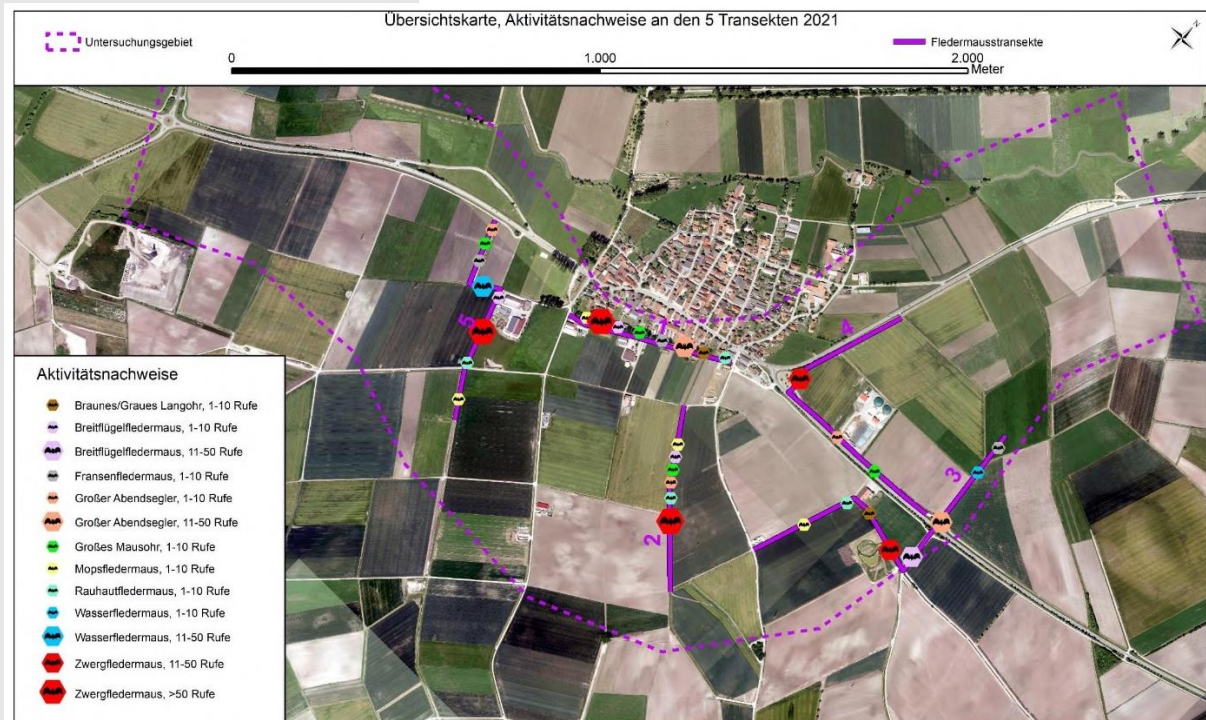 Übersichtskarte, Aktivitätsnachweise an den 5 Transekten 2021
N
Untersuchungsgebiet
Fledermaustransekte
0
1.000
2.000
Meter
1
2
3
4
5
Aktivitätsnachweise
Braunes/Graues Langohr, 1-10 Rufe
Breitflügelfledermaus, 1-10 Rufe
Breitflügelfledermaus, 11-50 Rufe
Fransenfledermaus, 1-10 Rufe
Großer Abendsegler, 1-10 Rufe
Großer Abendsegler, 11-50 Rufe
Großes Mausohr, 1-10 Rufe
Mopsfledermaus, 1-10 Rufe
Rauhautfledermaus, 1-10 Rufe
Wasserfledermaus, 1-10 Rufe
Wasserfledermaus, 11-50 Rufe
Zwergfledermaus, 11-50 Rufe
Zwergfledermaus, >50 Rufe